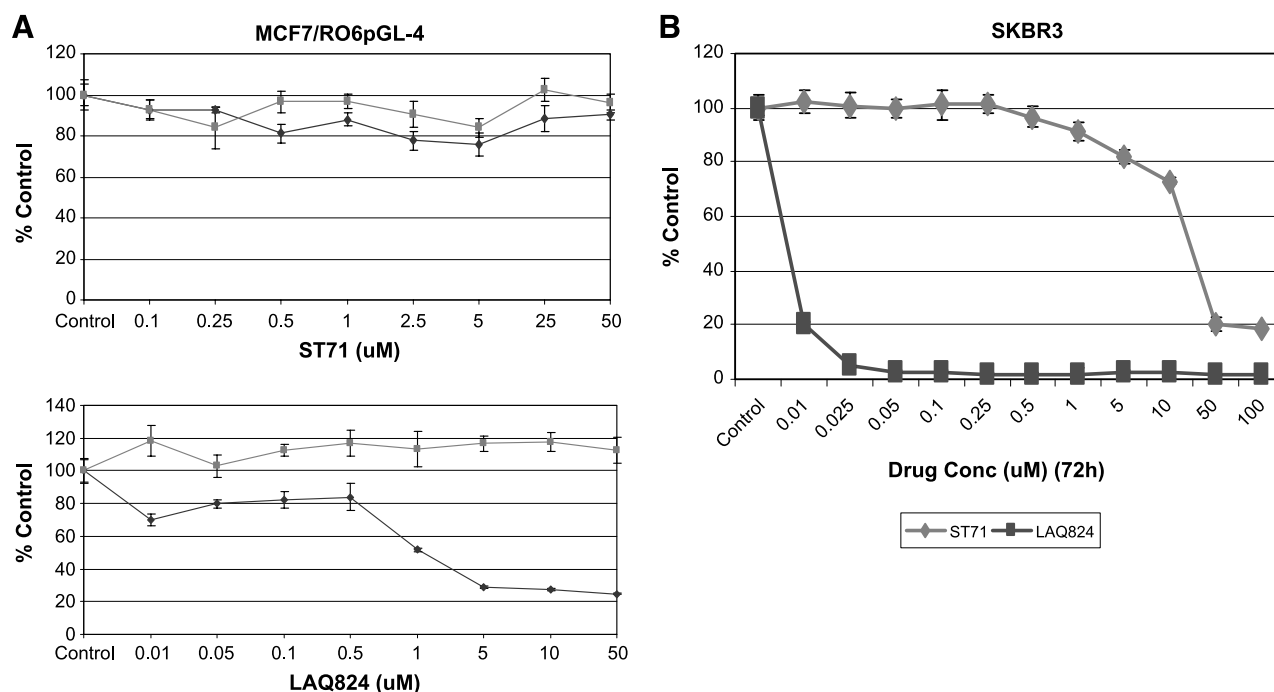 A
MCF7/RO6pGL-4
120
100
80
60
40
20
0
% Control
Control 0.1 0.25 0.5 1 2.5 5 25 50
ST71 (uM)
140
120
100
80
60
40
20
0
% Control
Control 0.01 0.05 0.1 0.5 1 5 10 50
LAQ824 (uM)
B
SKBR3
120
100
80
60
40
20
0
% Control
Control 0.01 0.025 0.05 0.1 0.25 0.5 1 5 10 50 100
Drug Conc (uM) (72h)
ST71 LAQ824